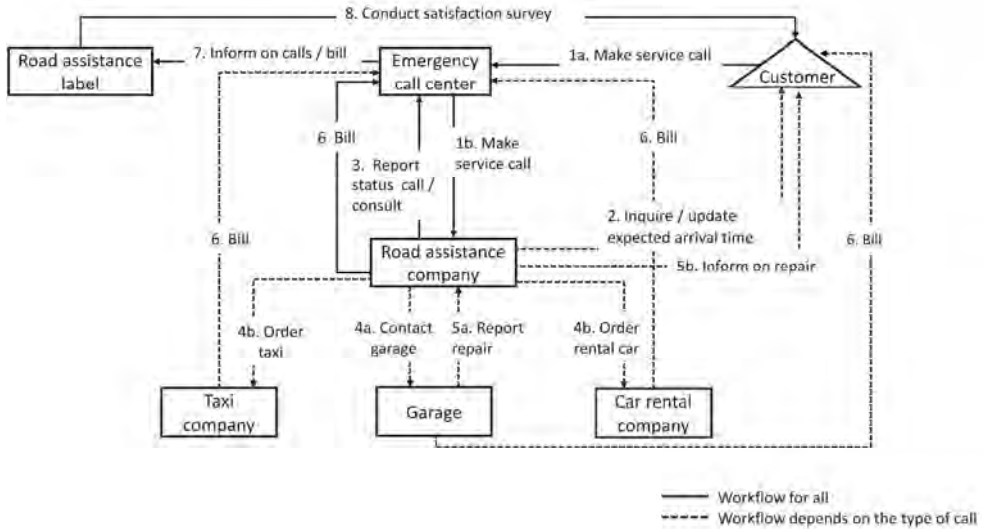 8. Conduct satisfaction survey
Road assistance
label
7. Inform on calls / bill
Emergency
call center
1a. Make service call
Customer
6 Bill
3. Report
status call /
consult
1b. Make
service call
6. Bill
2. Inquire / update
expected arrival time
6. Bill
6. Bill
Road assistance
company
5b. Inform on repair
4b. Order
taxi
4a. Contact
garage
5a. Report
repair
4b. Order
rental car
Taxi
company
Garage
Car rental
company
Workflow for all
Workflow depends on the type of call